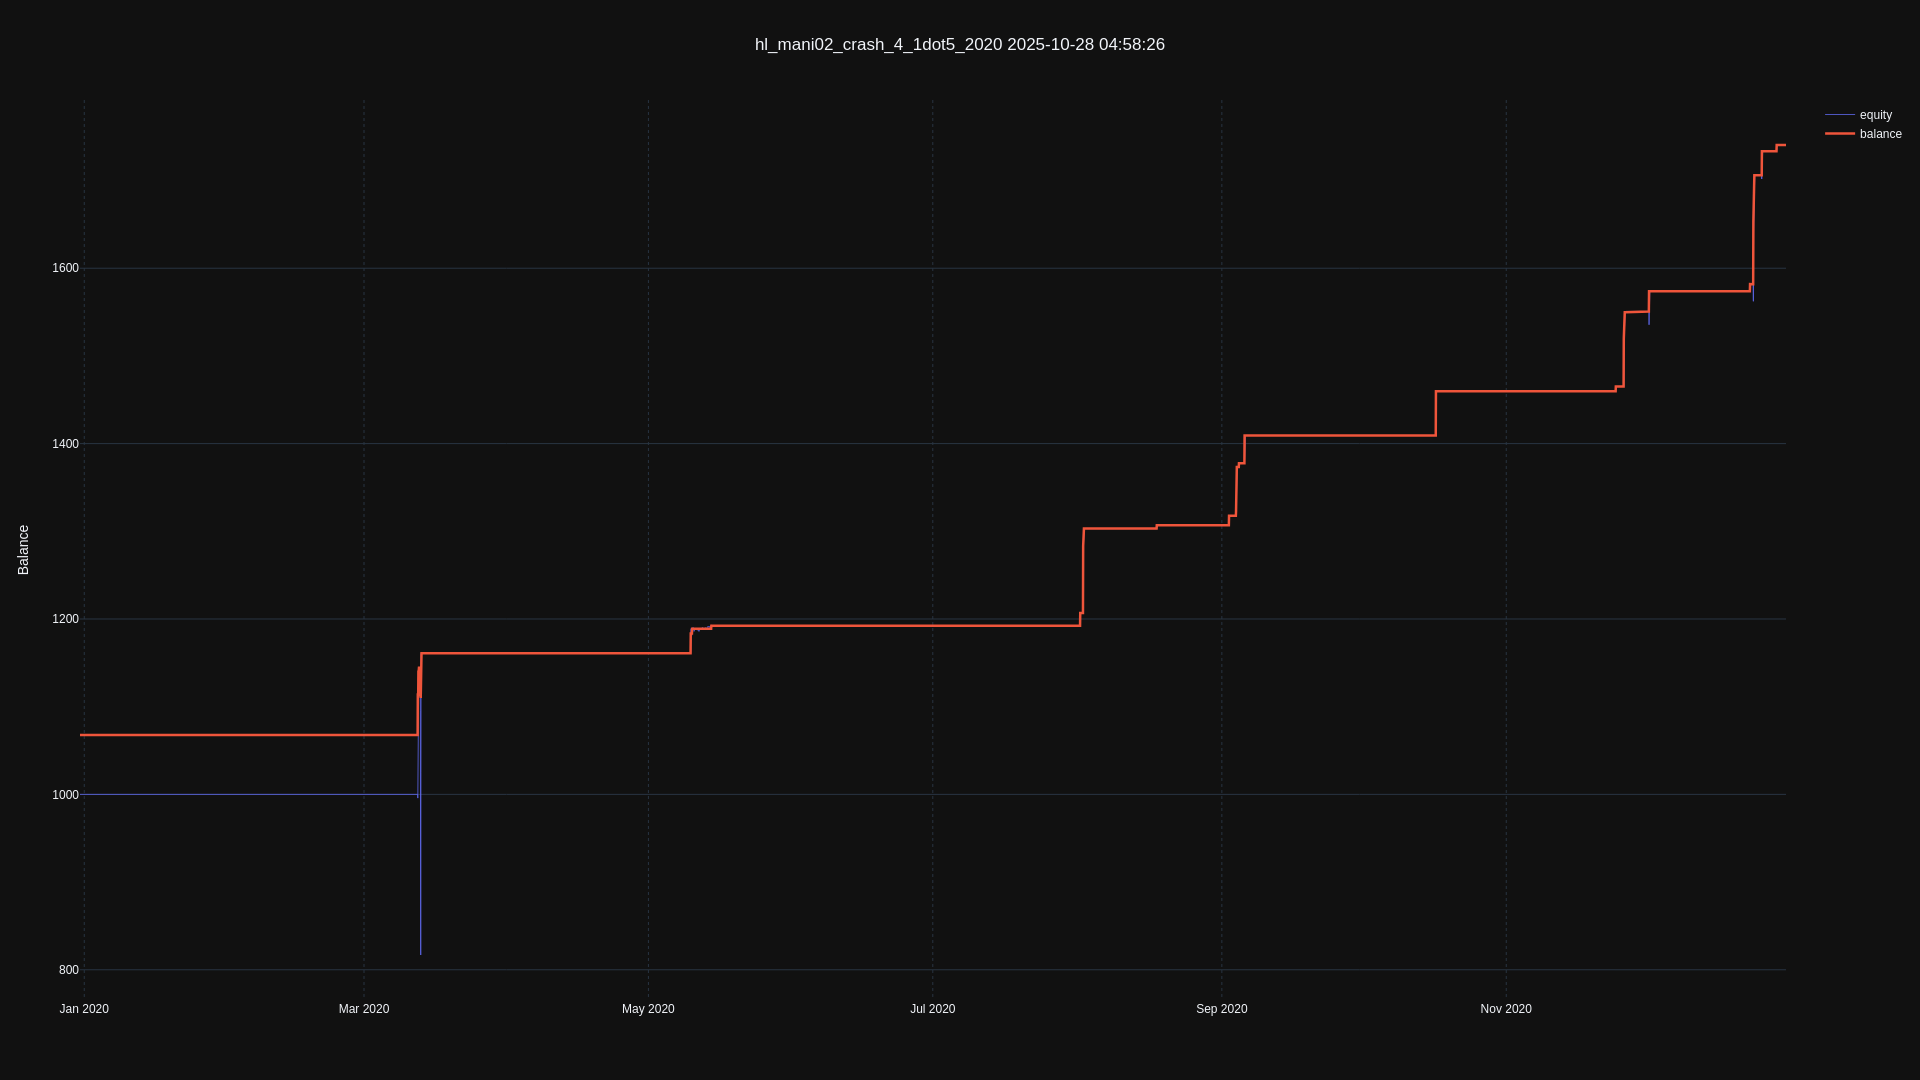 hl_mani02_crash_4_1dot5_2020 2025-10-28 04:58:26
equity
balance
1600
1400
1200
1000
800
Balance
Jan 2020
Mar 2020
May 2020
Jul 2020
Sep 2020
Nov 2020